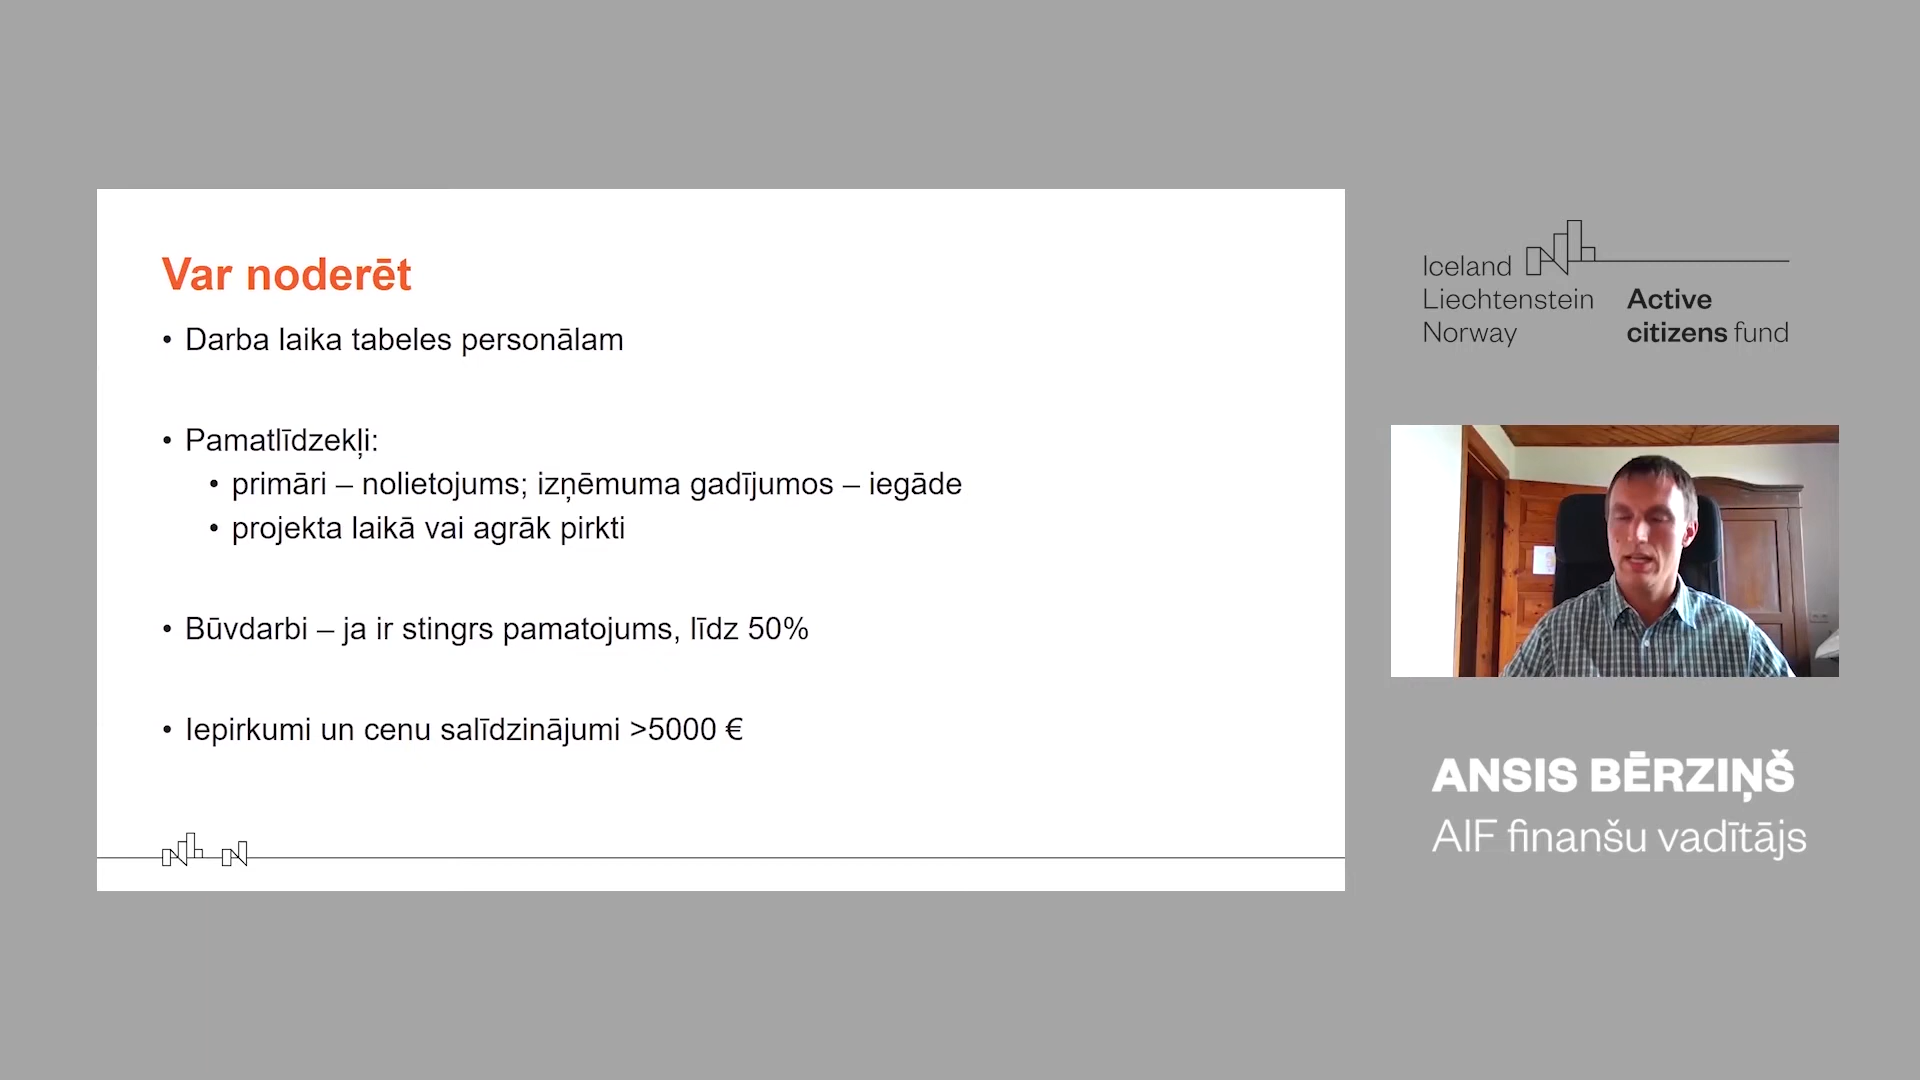 Var noderēt
• Darba laika tabeles personālam
• Pamatlīdzekļi:
• primāri – nolietojums; izņēmuma gadījumos – iegāde
• projekta laikā vai agrāk pirkti
• Būvdarbi – ja ir stingrs pamatojums, līdz 50%
• Iepirkumi un cenu salīdzinājumi >5000 €
Iceland
Liechtenstein
Norway
Active
citizens fund
ANSIS BĒRZIŅŠ
AIF finanšu vadītājs